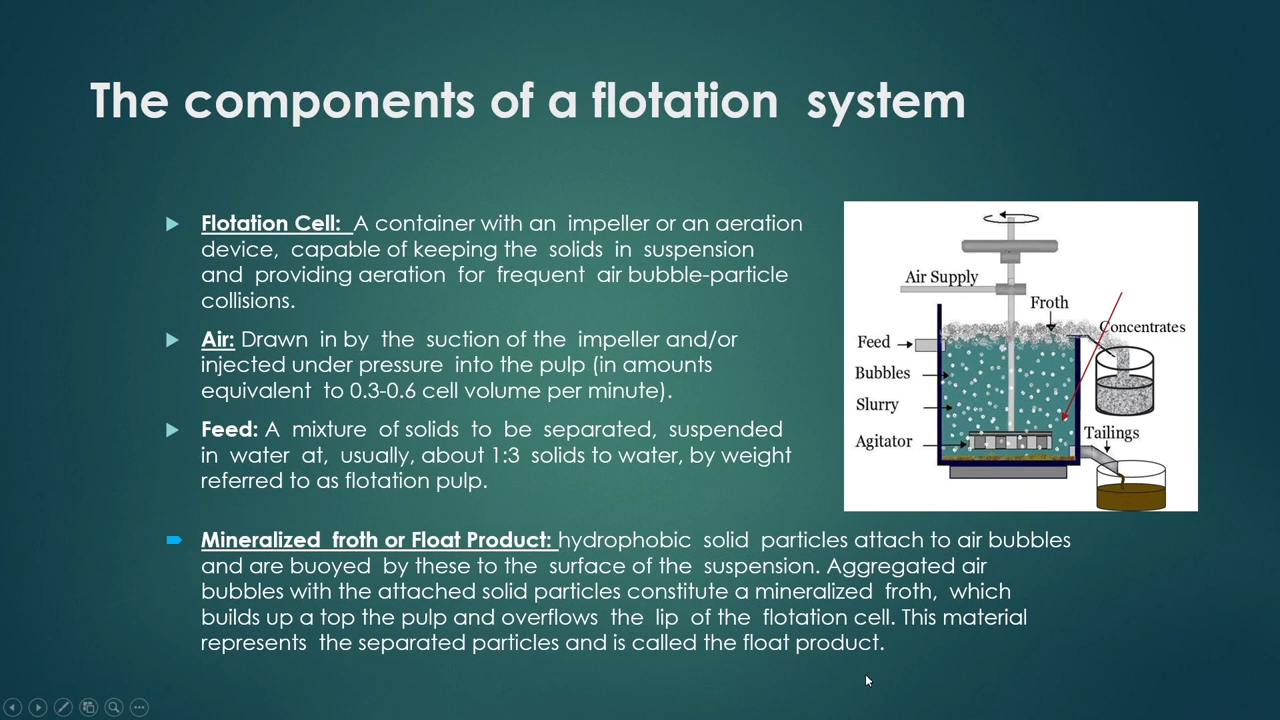 The components of a flotation system
Flotation Cell: A container with an impeller or an aeration
device, capable of keeping the solids in suspension
and providing aeration for frequent air bubble-particle
collisions.
Air: Drawn in by the suction of the impeller and/or
injected under pressure into the pulp (in amounts
equivalent to 0.3-0.6 cell volume per minute).
Feed: A mixture of solids to be separated, suspended
in water at, usually, about 1:3 solids to water, by weight
referred to as flotation pulp.
Mineralized froth or Float Product: hydrophobic solid particles attach to air bubbles
and are buoyed by these to the surface of the suspension. Aggregated air
bubbles with the attached solid particles constitute a mineralized froth, which
builds up a top the pulp and overflows the lip of the flotation cell. This material
represents the separated particles and is called the float product.
Air Supply
Froth
Concentrates
Feed
Bubbles
Slurry
Agitator
Tailings